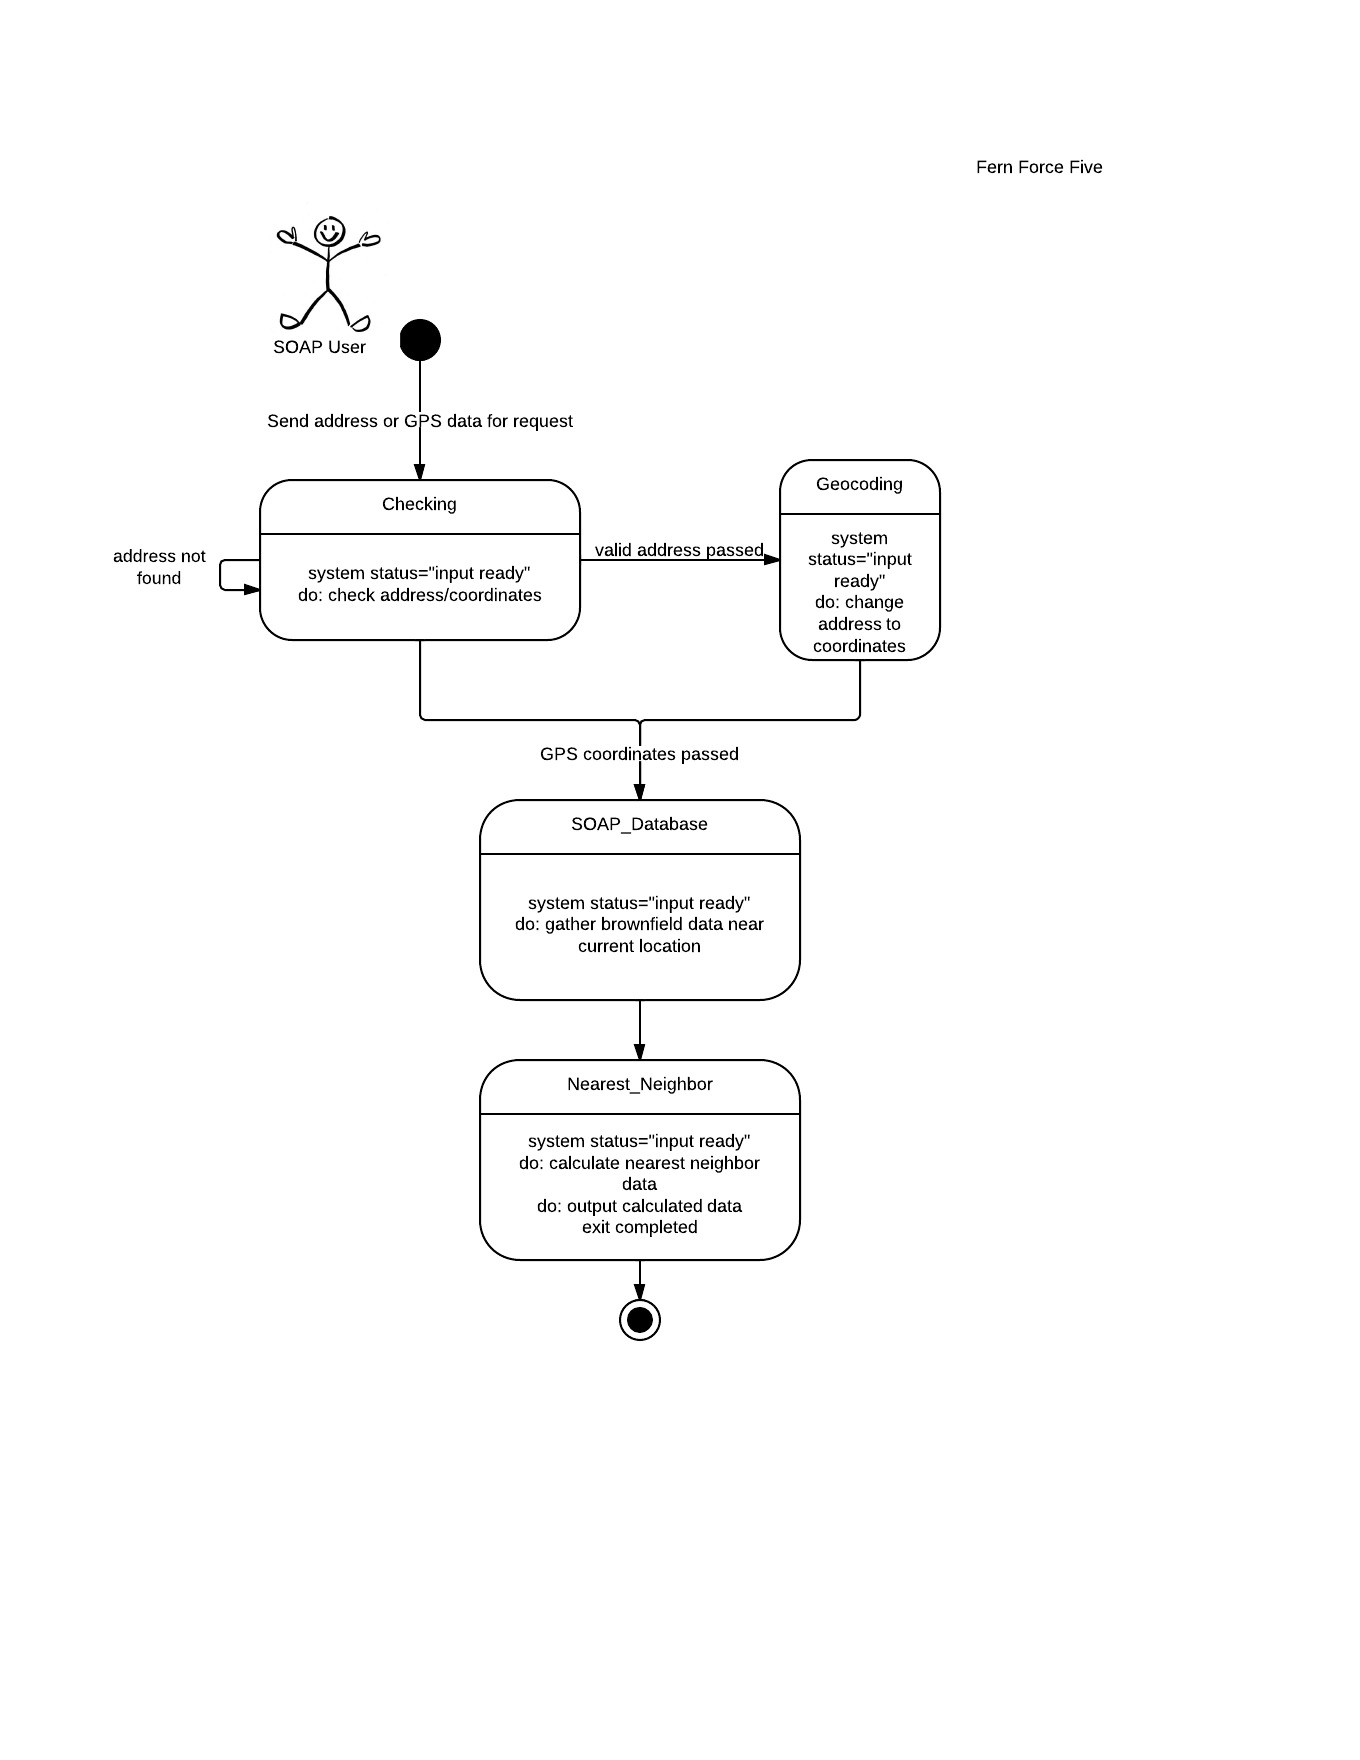 Fern Force Five
SOAP User
Send address or GPS data for request
Checking
system status="input ready"
do: check address/coordinates
address not
found
valid address passed
Geocoding
system
status="input
ready"
do: change
address to
coordinates
GPS coordinates passed
SOAP_Database
system status="input ready"
do: gather brownfield data near
current location
Nearest_Neighbor
system status="input ready"
do: calculate nearest neighbor
data
do: output calculated data
exit completed